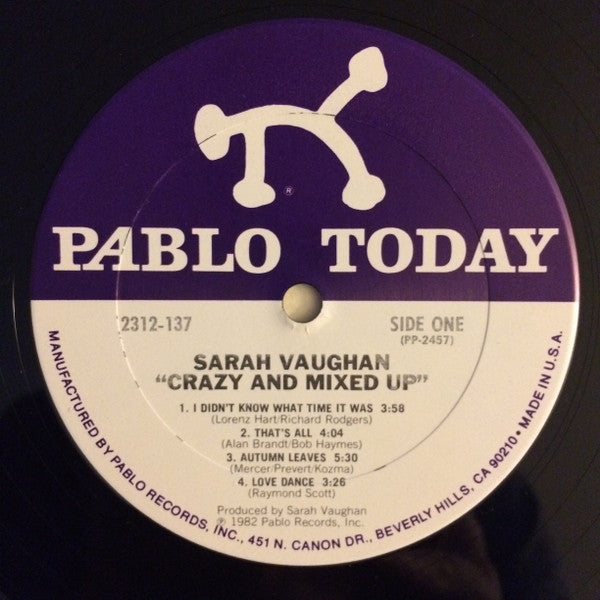 ®
PABLO TODAY
2312-137
SIDE ONE
(PP-2457)
SARAH VAUGHAN
"CRAZY AND MIXED UP"
1. I DIDN'T KNOW WHAT TIME IT WAS 3:58
(Lorenz Hart/Richard Rodgers)
2. THAT'S ALL 4:04
(Alan Brandt/Bob Haymes)
3. AUTUMN LEAVES 5:30
(Mercer/Prevert/Kozma)
4. LOVE DANCE 3:26
(Raymond Scott)
Produced by Sarah Vaughan
℗ 1982 Pablo Records, Inc.
MANUFACTURED BY PABLO RECORDS, INC., 451 N. CANON DR., BEVERLY HILLS, CA 90210 • MADE IN U.S.A.